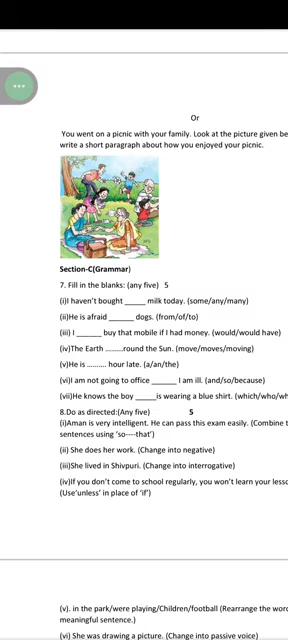 Or
You went on a picnic with your family. Look at the picture given be
write a short paragraph about how you enjoyed your picnic.
Section-C(Grammar)
7. Fill in the blanks: (any five) 5
(i)I haven't bought _____ milk today. (some/any/many)
(ii)He is afraid ______ dogs. (from/of/to)
(iii) I ______ buy that mobile if I had money. (would/would have)
(iv)The Earth .........round the Sun. (move/moves/moving)
(v)He is .......... hour late. (a/an/the)
(vi)I am not going to office ______ I am ill. (and/so/because)
(vii)He knows the boy _____is wearing a blue shirt. (which/who/wh
8.Do as directed:(Any five) 5
(i)Aman is very intelligent. He can pass this exam easily. (Combine t
sentences using 'so----that')
(ii) She does her work. (Change into negative)
(iii)She lived in Shivpuri. (Change into interrogative)
(iv)If you don't come to school regularly, you won't learn your lesso
(Use'unless' in place of 'if')
(v). in the park/were playing/Children/football (Rearrange the word
meaningful sentence.)
(vi) She was drawing a picture. (Change into passive voice)